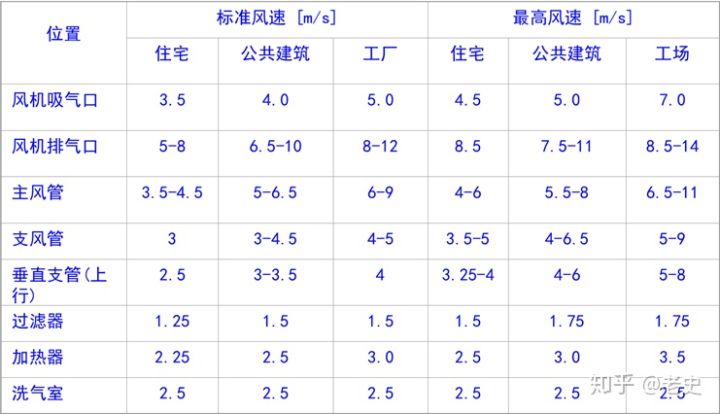 位置 标准风速 [m/s] 最高风速 [m/s]
住宅 公共建筑 工厂 住宅 公共建筑 工场
风机吸气口 3.5 4.0 5.0 4.5 5.0 7.0
风机排气口 5-8 6.5-10 8-12 8.5 7.5-11 8.5-14
主风管 3.5-4.5 5-6.5 6-9 4-6 5.5-8 6.5-11
支风管 3 3-4.5 4-5 3.5-5 4-6.5 5-9
垂直支管(上
行) 2.5 3-3.5 4 3.25-4 4-6 5-8
过滤器 1.25 1.5 1.5 1.5 1.75 1.75
加热器 2.25 2.5 3.0 2.5 3.0 3.5
洗气室 2.5 2.5 2.5 2.5 2.5 2.5
知乎 @老史